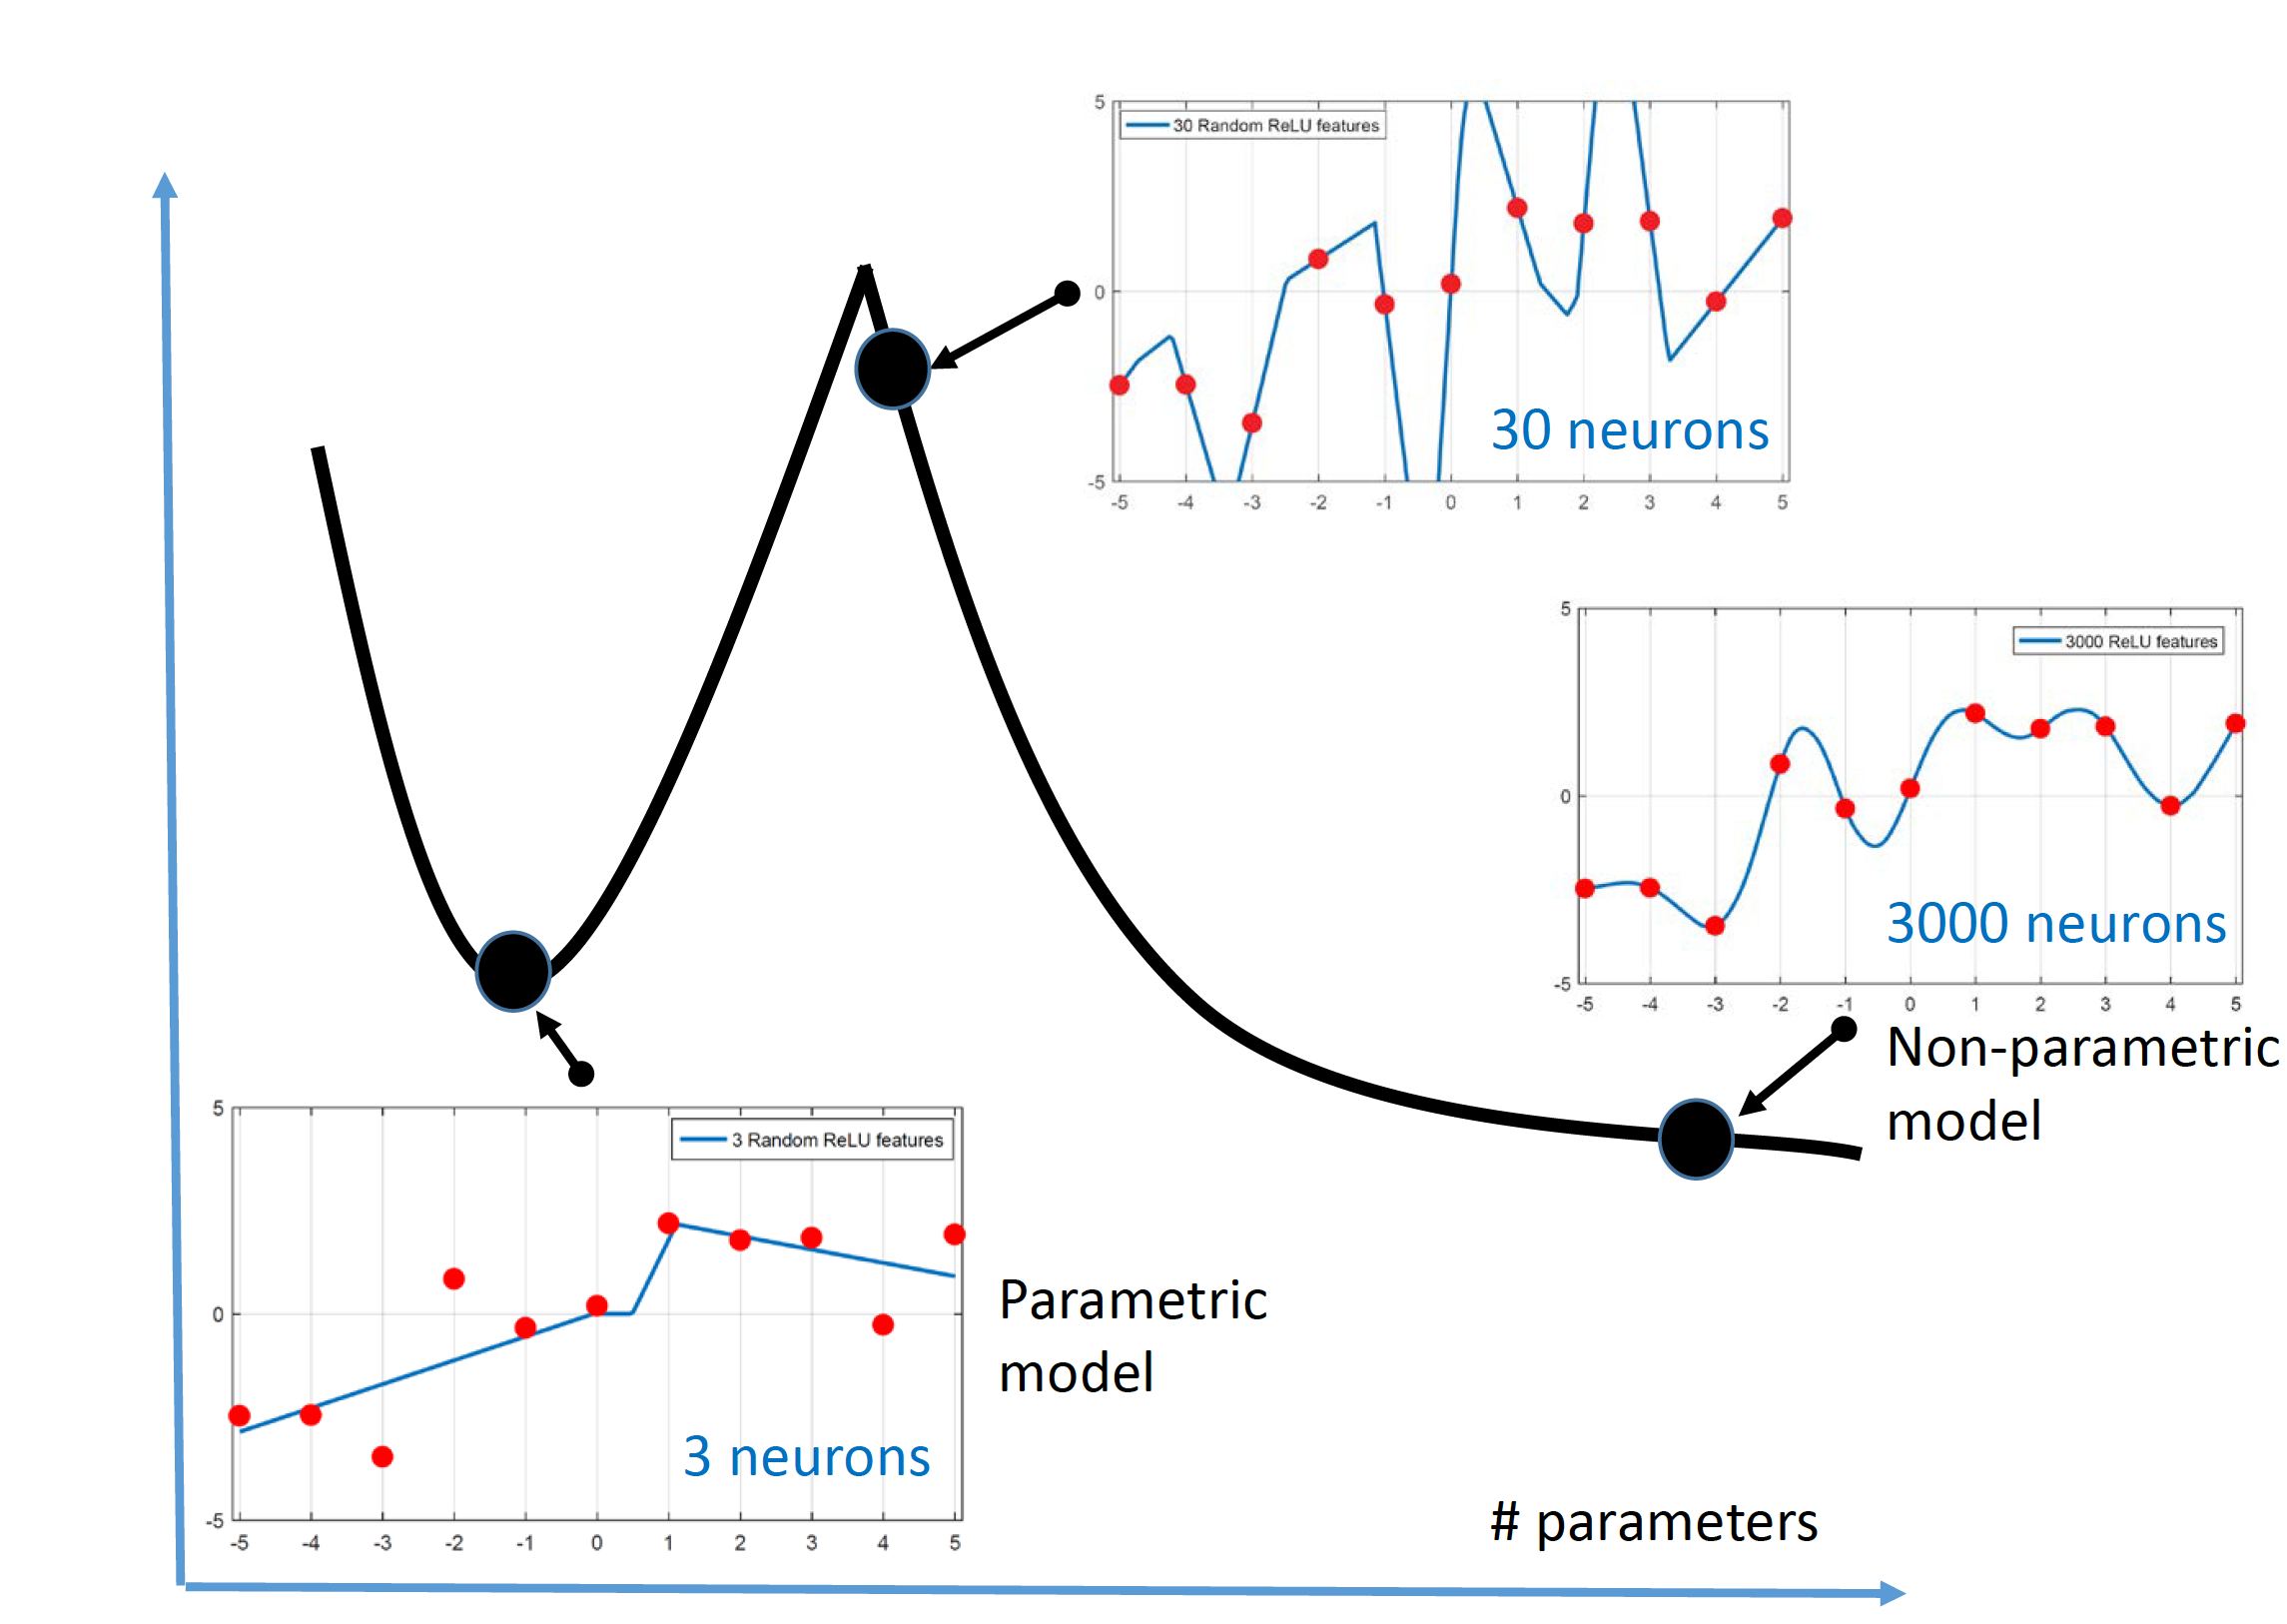 5
30 Random ReLU features
0
30 neurons
-5
-5 -4 -3 -2 -1 0 1 2 3 4 5
5
3000 ReLU features
0
3000 neurons
-5
-5 -4 -3 -2 -1 0 1 2 3 4 5
Non-parametric
model
5
3 Random ReLU features
0
3 neurons
-5
-5 -4 -3 -2 -1 0 1 2 3 4 5
Parametric
model
# parameters